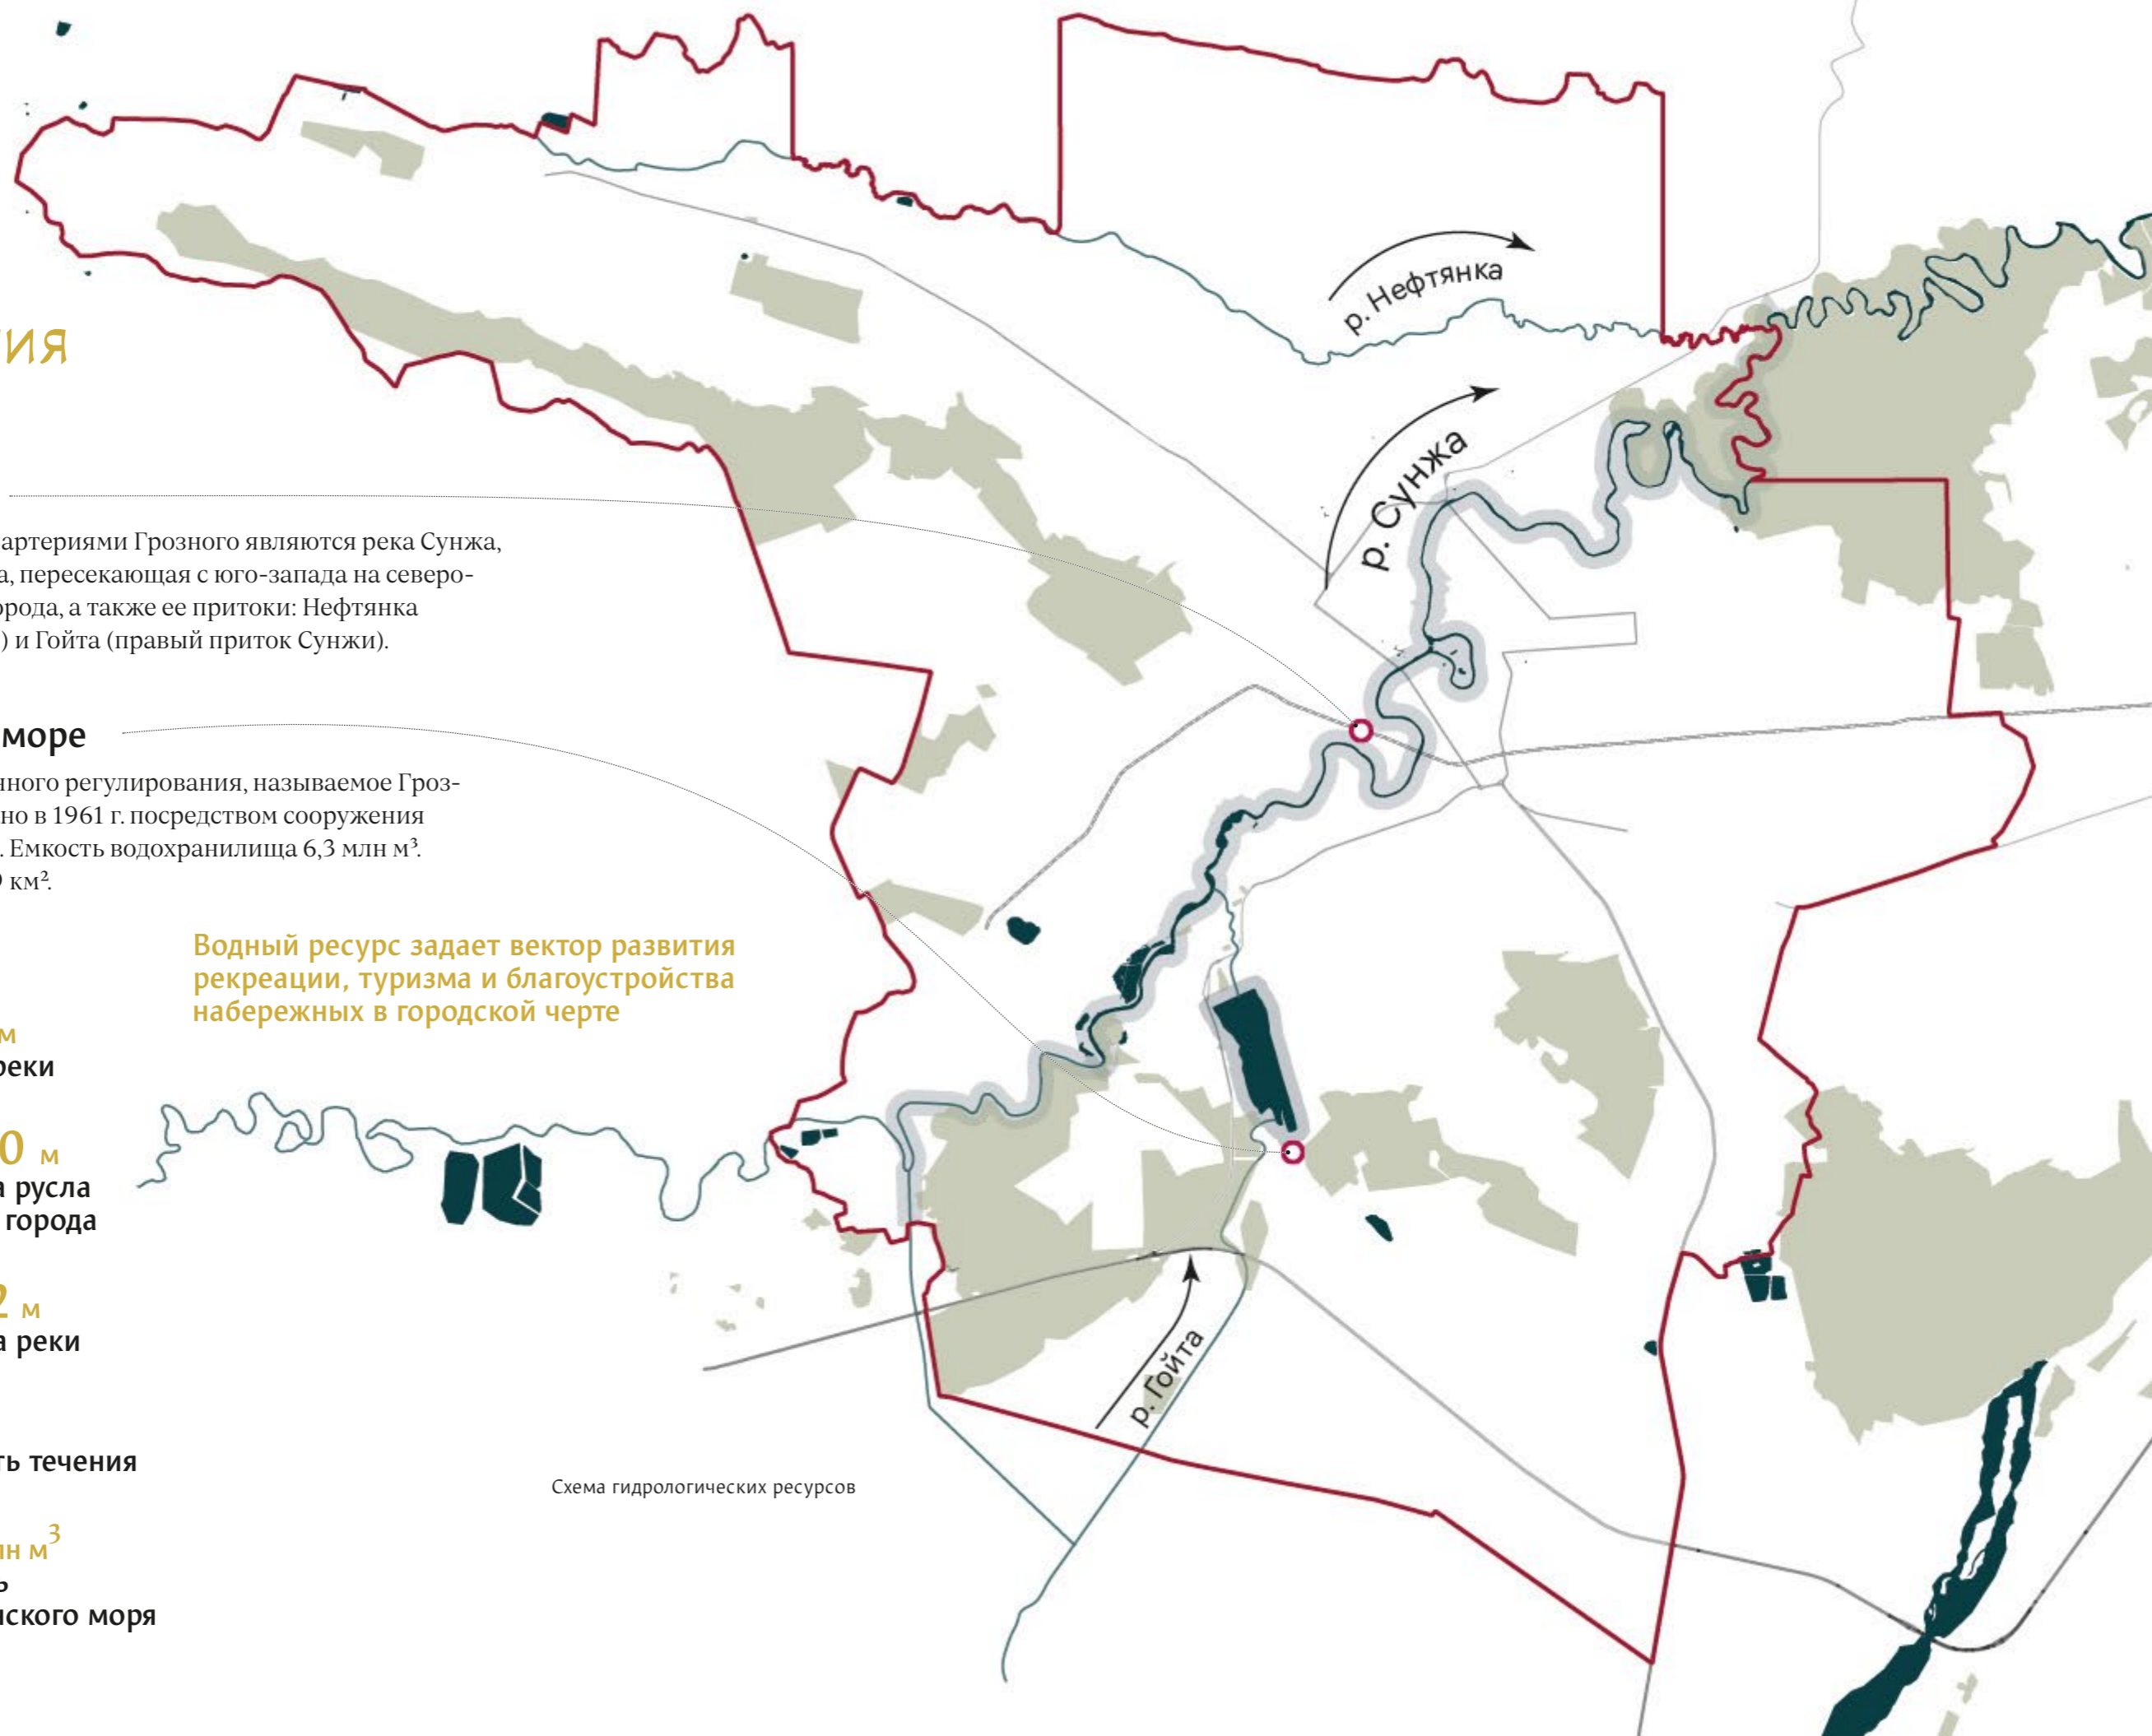 ия
артериями Грозного являются река Сунжа,
а, пересекающая с юго-запада на северо-
орода, а также ее притоки: Нефтянка
) и Гойта (правый приток Сунжи).
море
нного регулирования, называемое Гроз-
но в 1961 г. посредством сооружения
. Емкость водохранилища 6,3 млн м³.
км².
Водный ресурс задает вектор развития
рекреации, туризма и благоустройства
набережных в городской черте
м
реки
0 м
а русла
города
2 м
а реки
ть течения
лн м³
ь
нского моря
р. Нефтянка
р. Сунжа
р. Гойта
Схема гидрологических ресурсов